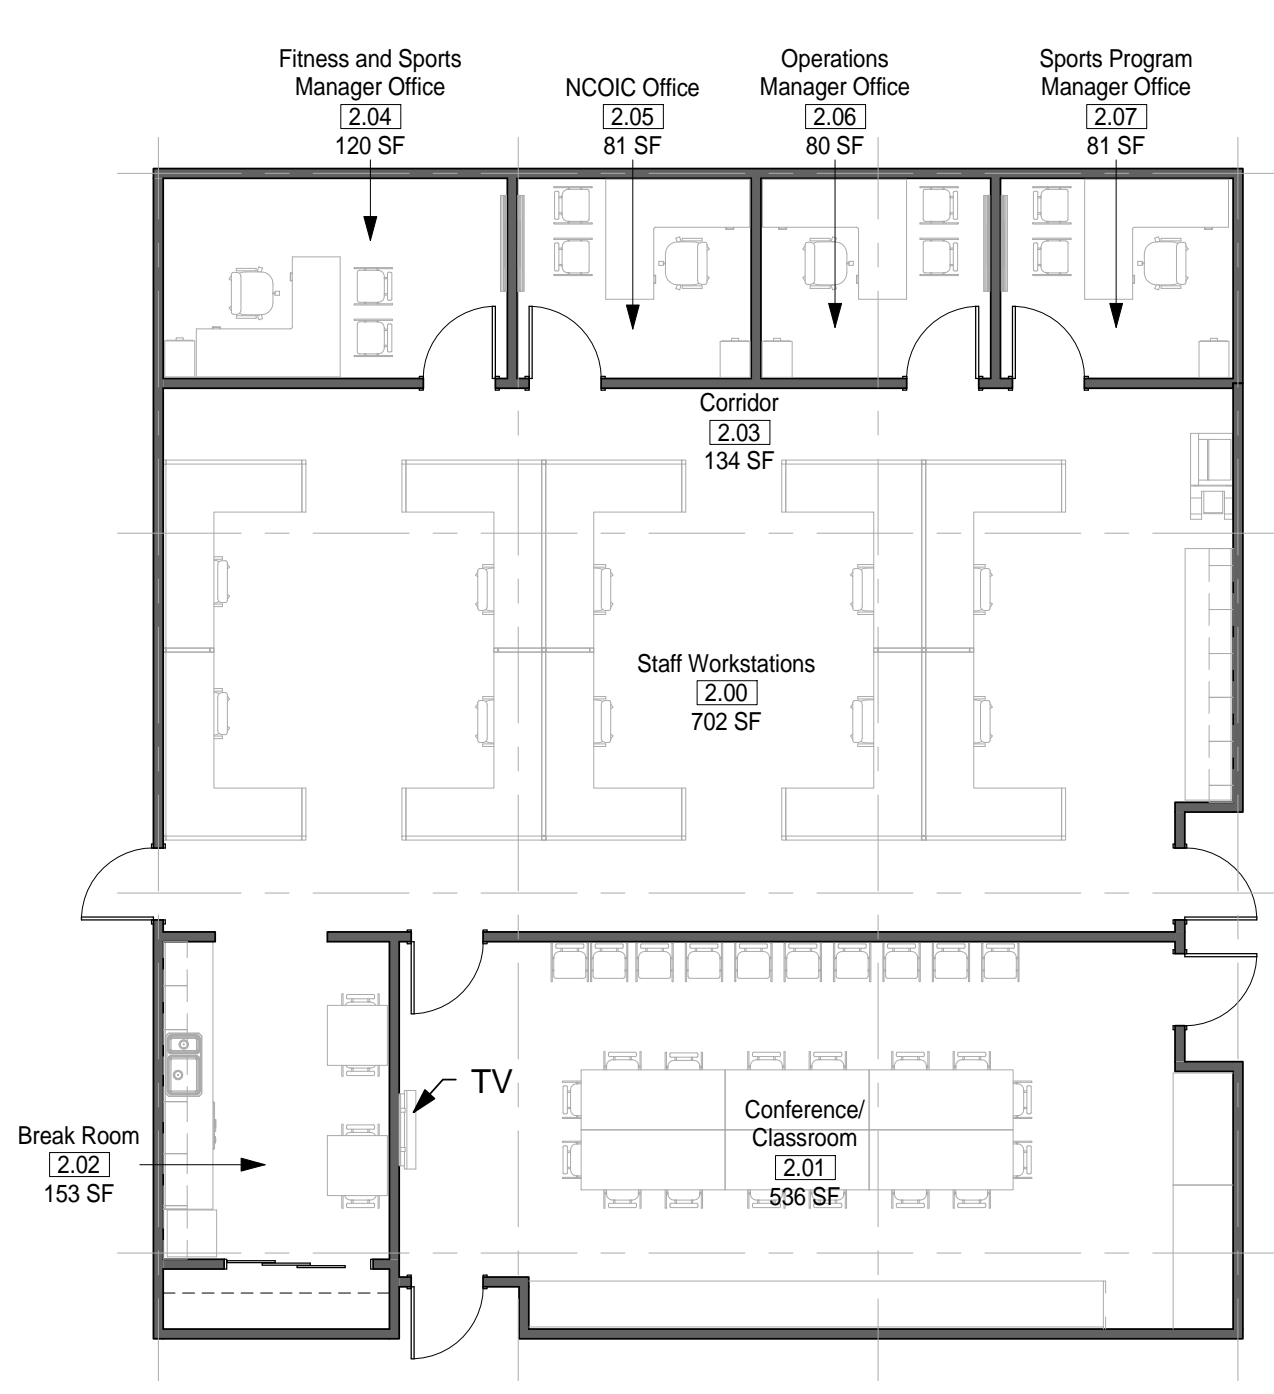 Fitness and Sports
Manager Office
2.04
120 SF
NCOIC Office
2.05
81 SF
Operations
Manager Office
2.06
80 SF
Sports Program
Manager Office
2.07
81 SF
Corridor
2.03
134 SF
Staff Workstations
2.00
702 SF
TV
Conference/
Classroom
2.01
536 SF
Break Room
2.02
153 SF